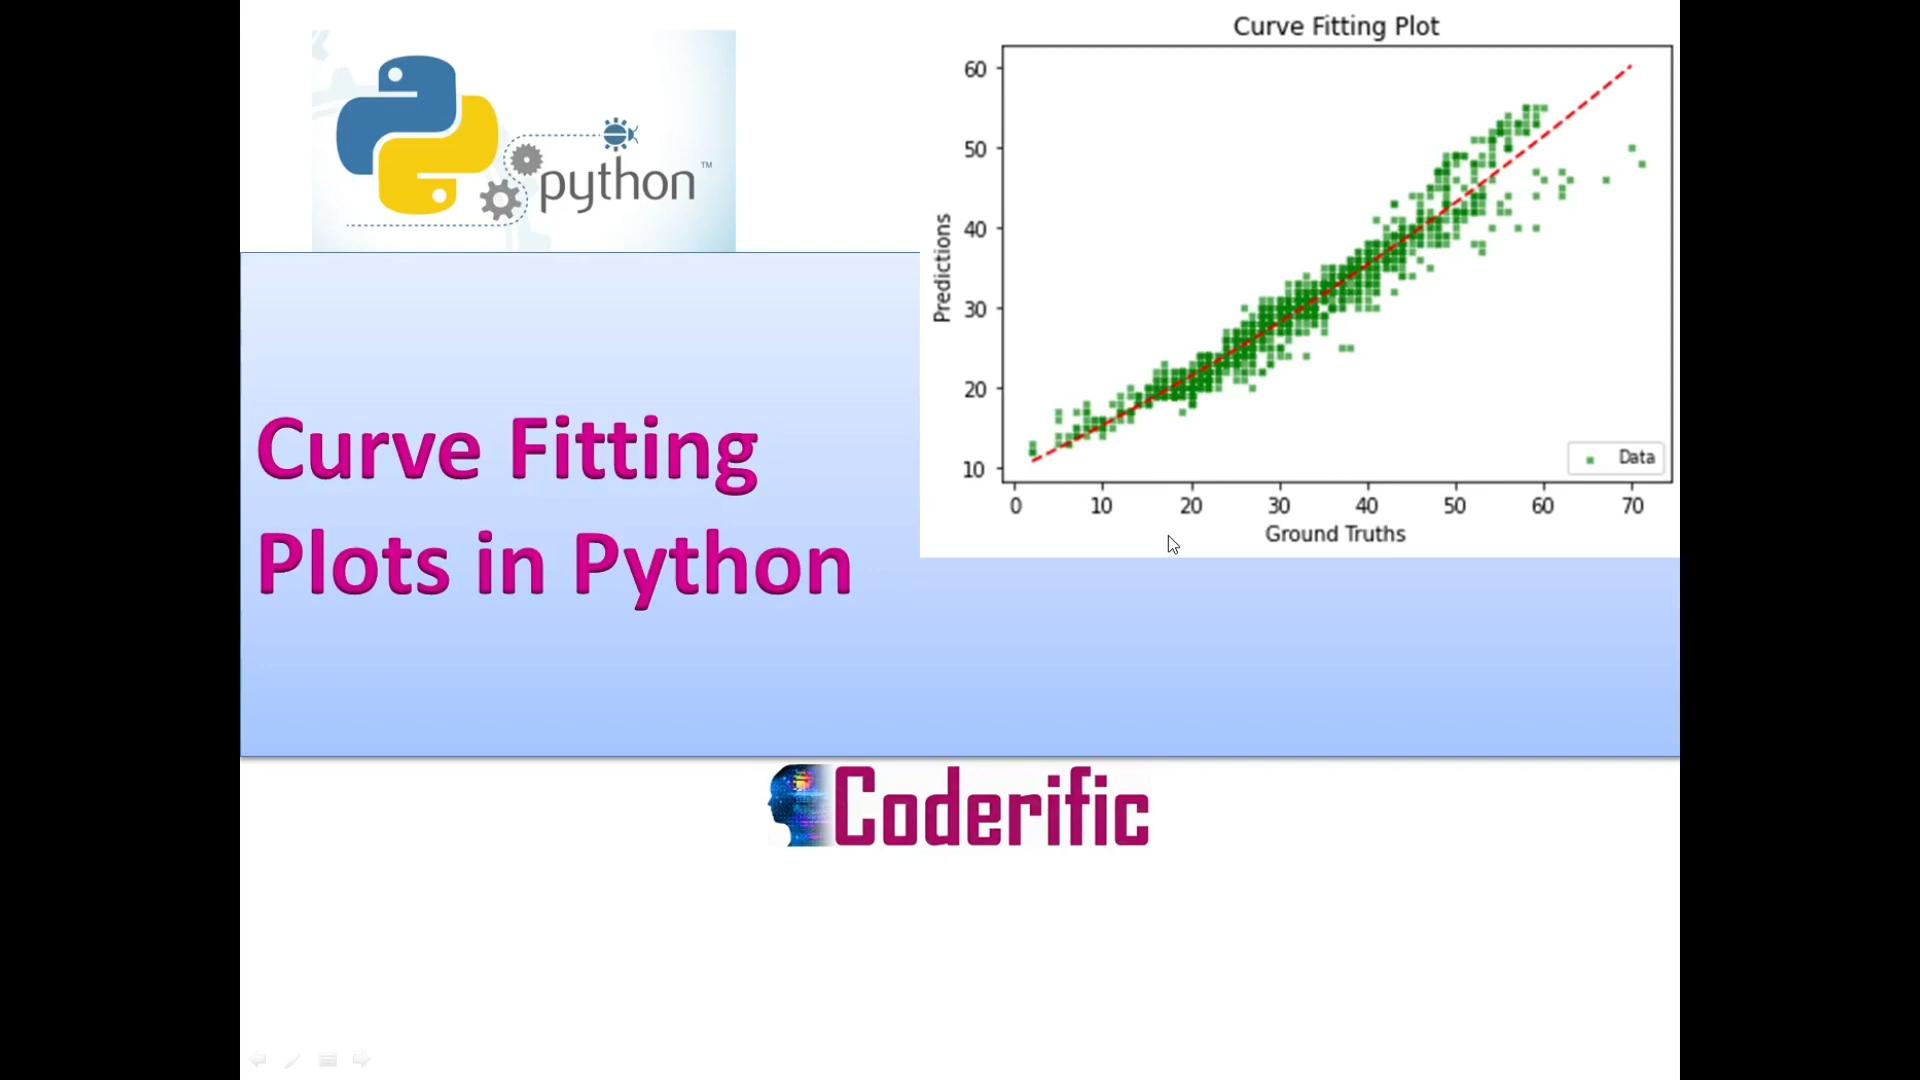 python™
Curve Fitting
Plots in Python
Curve Fitting Plot
60
50
40
30
20
10
Predictions
Data
0 10 20 30 40 50 60 70
Ground Truths
Coderific